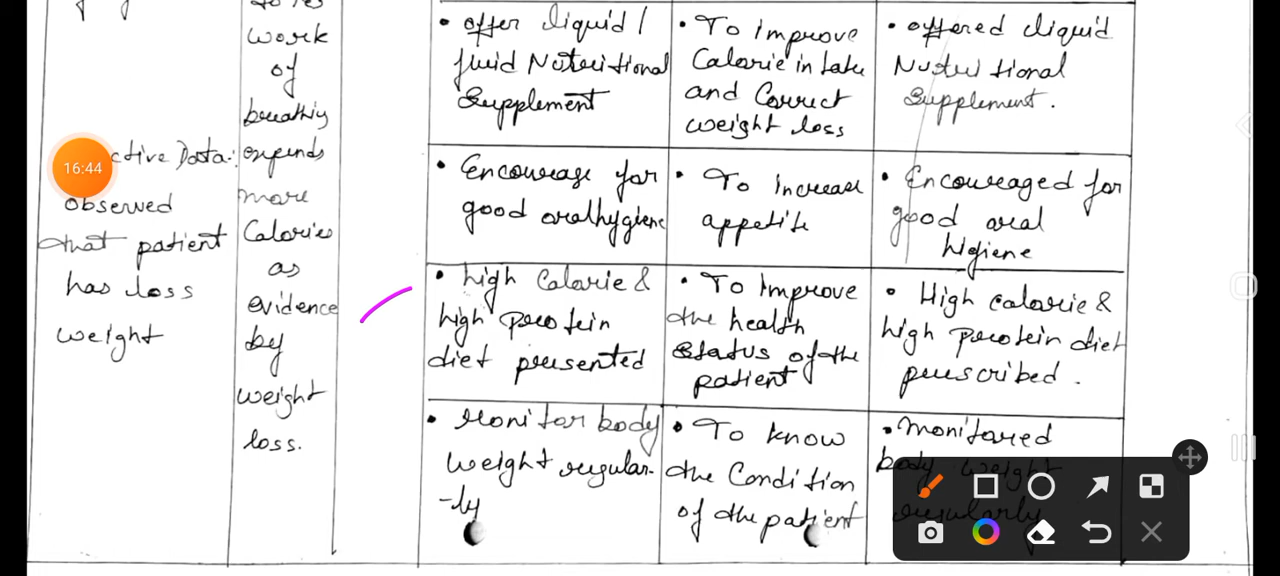 work
of
breathing
expends
more
Calories
as
evidence
by
weight
loss.
16:44
ctive Data:
observed
that patient
has loss
weight
• offer liquid /
fluid Nutritional
Supplement
• To improve
Calorie intake
and Correct
weight loss
• offered liquid
Nutritional
Supplement.
• Encourage for
good oralhygiene
• To increase
appetite
• Encouraged for
good oral
higiene
• high Calorie &
high protein
diet presented
• To Improve
the health
Status of the
patient
• High calorie &
high protein diet
prescribed.
• Monitor body
weight regular-
-ly
• To know
the Condition
of the patient
• monitored
body weight
regularly